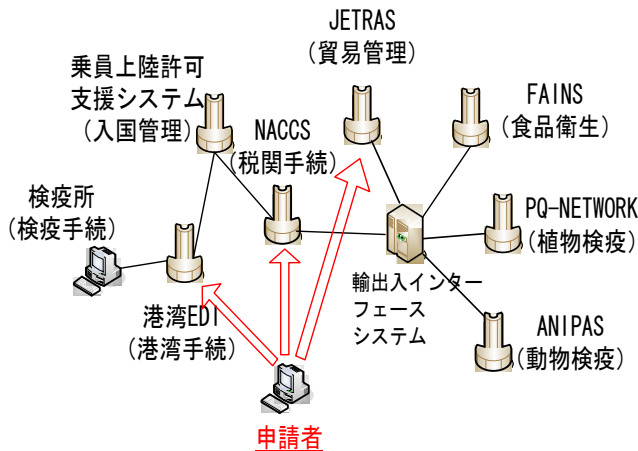 JETRAS
（貿易管理）
乗員上陸許可
支援システム
（入国管理）
FAINS
（食品衛生）
NACCS
（税関手続）
検疫所
（検疫手続）
PQ-NETWORK
（植物検疫）
港湾EDI
（港湾手続）
輸出入インター
フェース
システム
ANIPAS
（動物検疫）
申請者